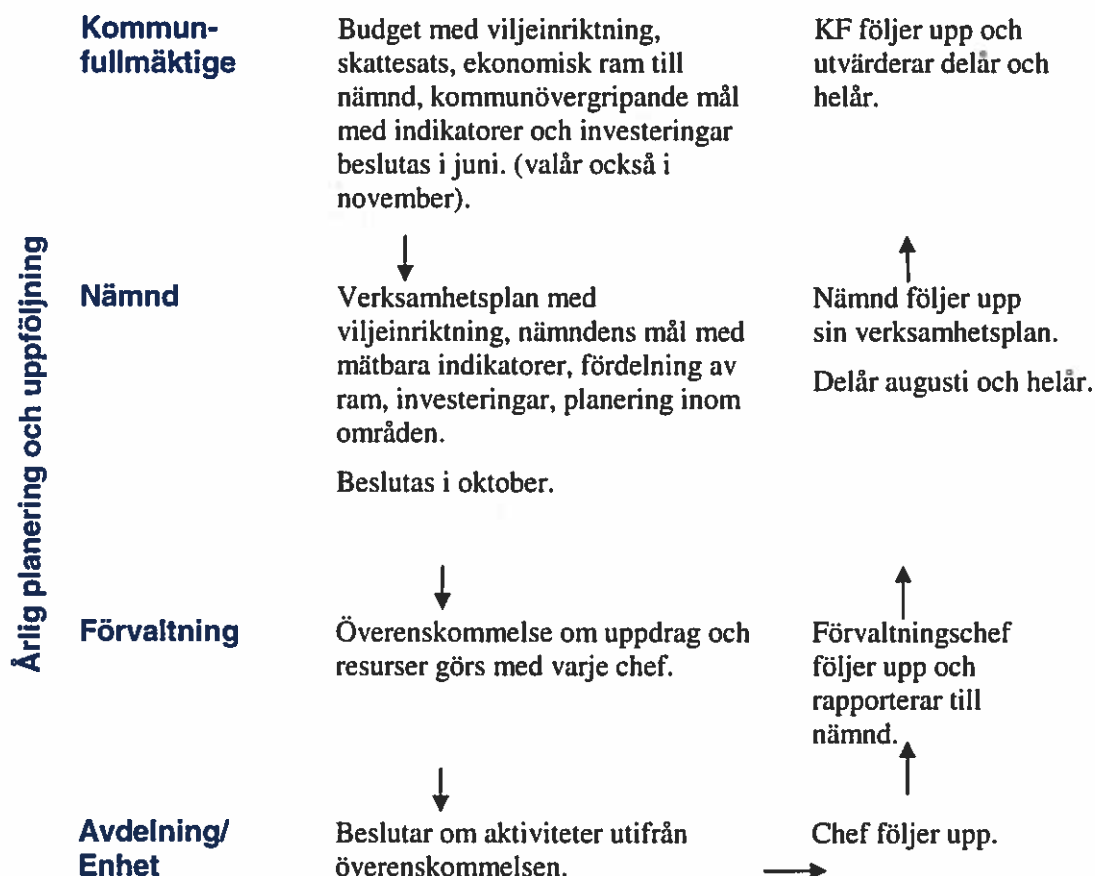 Årlig planering och uppföljning
Kommun-
fullmäktige
Budget med viljeinriktning,
skattesats, ekonomisk ram till
nämnd, kommunövergripande mål
med indikatorer och investeringar
beslutas i juni. (valår också i
november).
KF följer upp och
utvärderar delår och
helår.
Nämnd
Verksamhetsplan med
viljeinriktning, nämndens mål med
mätbara indikatorer, fördelning av
ram, investeringar, planering inom
områden.
Beslutas i oktober.
Nämnd följer upp
sin verksamhetsplan.
Delår augusti och helår.
Förvaltning
Överenskommelse om uppdrag och
resurser görs med varje chef.
Förvaltningschef
följer upp och
rapporterar till
nämnd.
Avdelning/
Enhet
Beslutar om aktiviteter utifrån
överenskommelsen.
Chef följer upp.